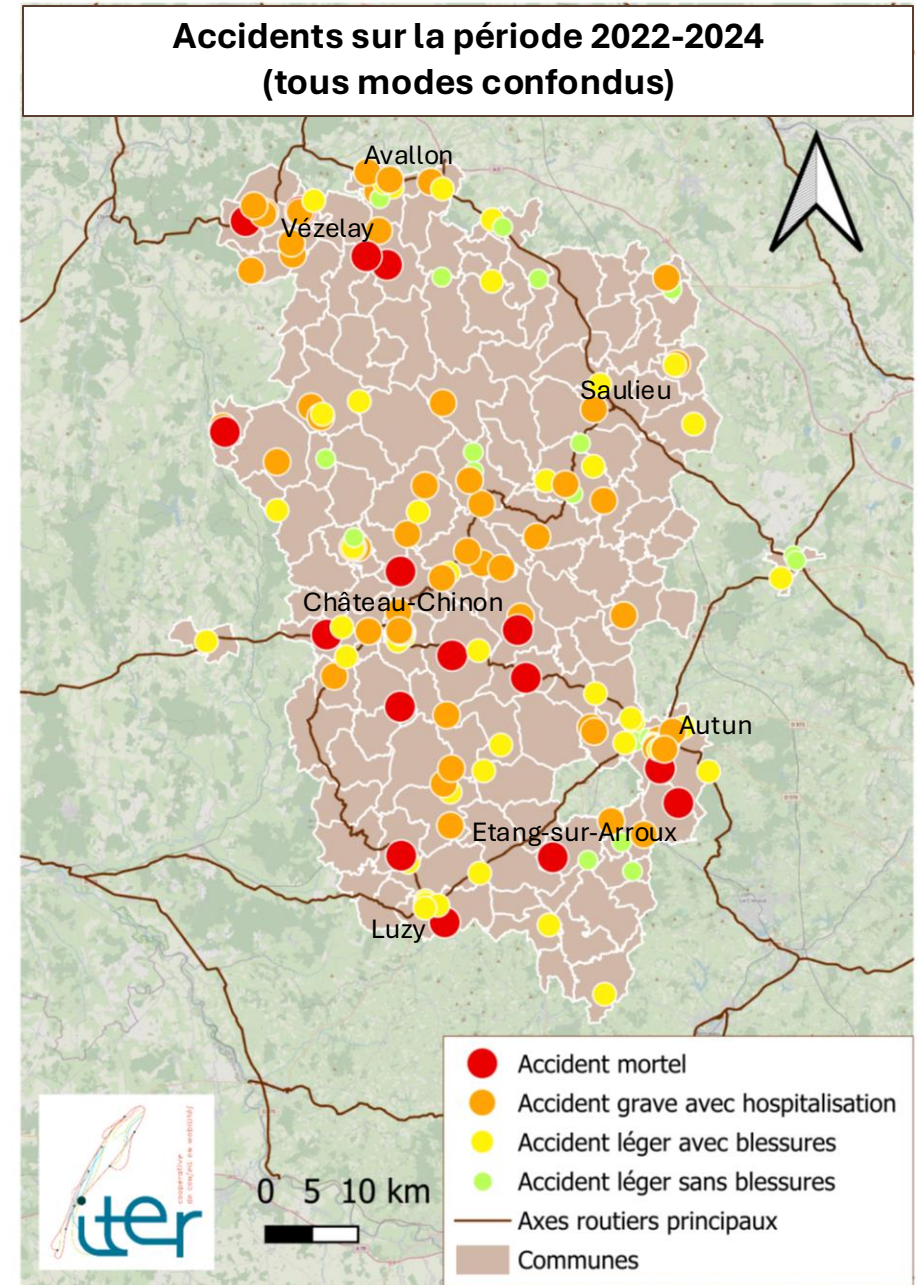 Accidents sur la période 2022-2024
(tous modes confondus)
Avallon
Vézelay
Saulieu
Château-Chinon
Autun
Etang-sur-Arroux
Luzy
Accident mortel
Accident grave avec hospitalisation
Accident léger avec blessures
Accident léger sans blessures
Axes routiers principaux
Communes
0 5 10 km
iter